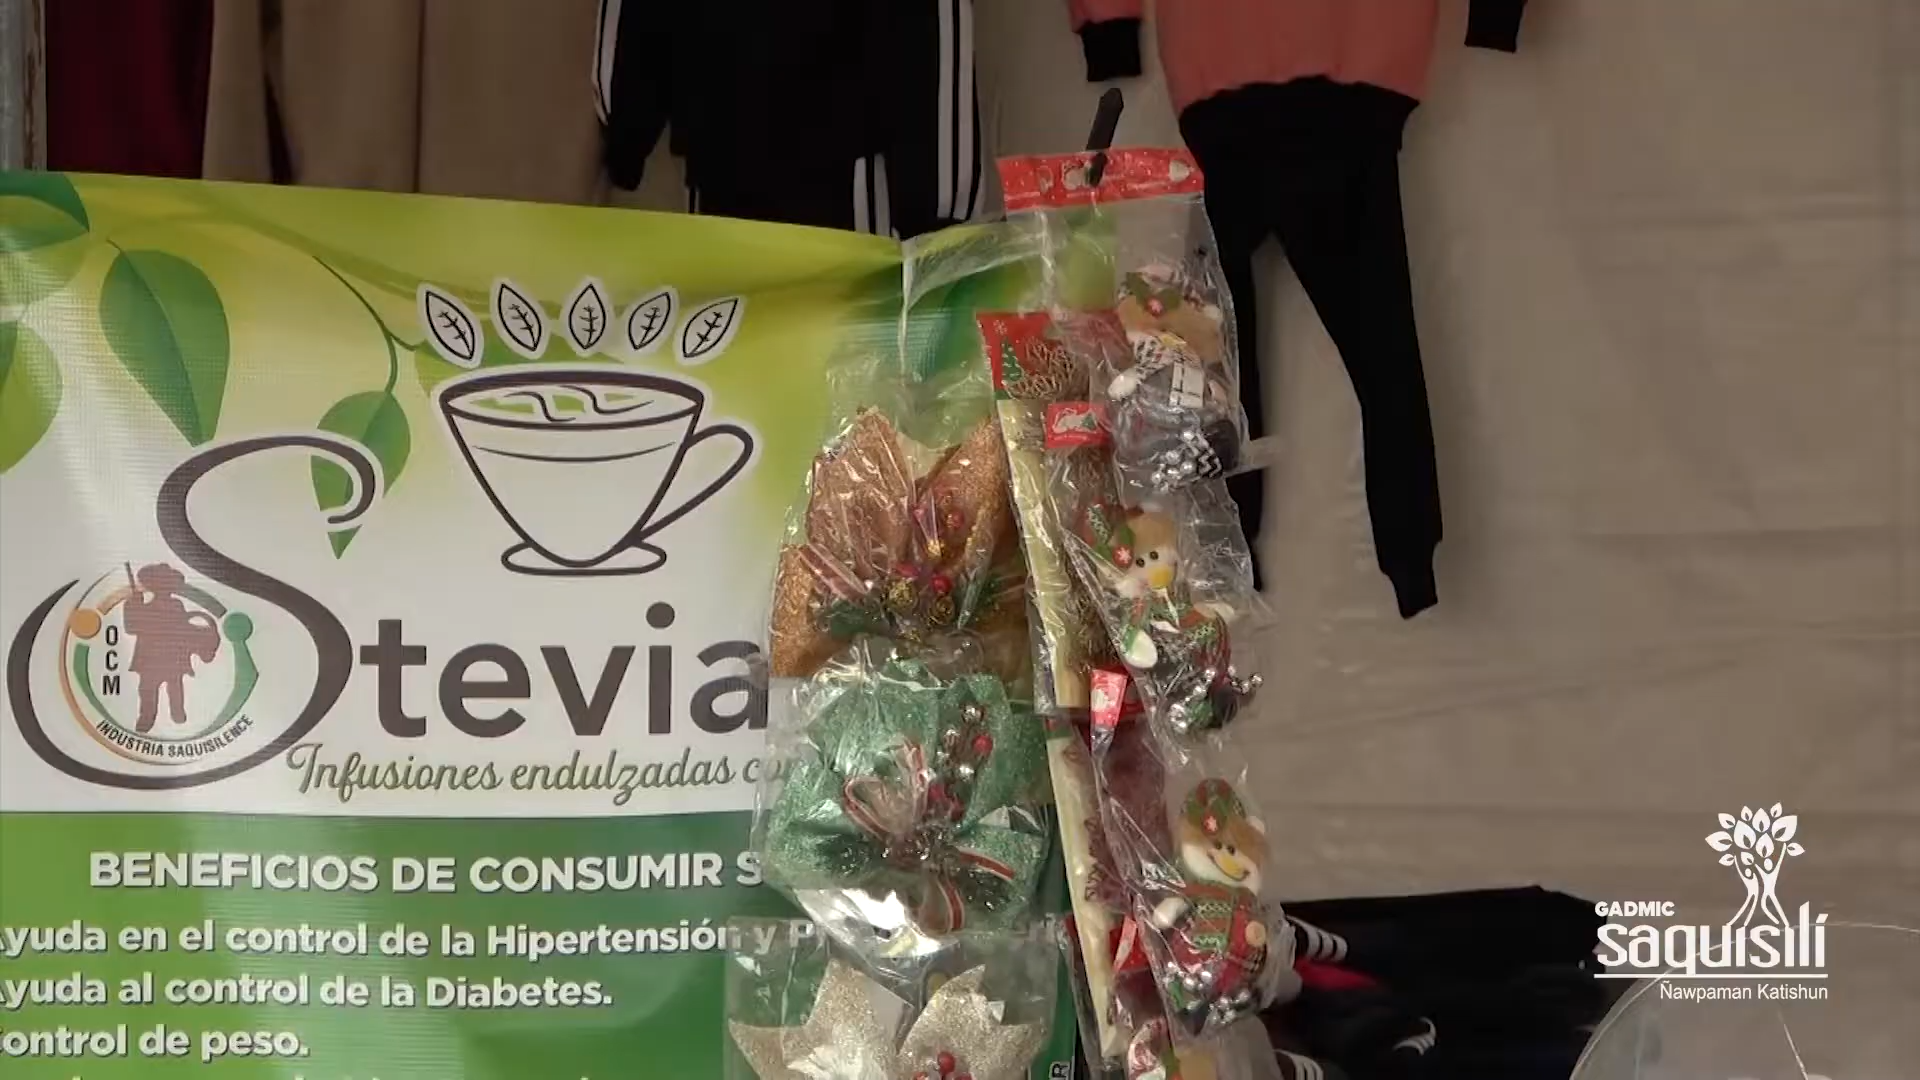 Stevia
OCM
INDUSTRIA SAQUISILENCE
Infusiones endulzadas
BENEFICIOS DE CONSUMIR
Ayuda en el control de la Hipertensión y
Ayuda al control de la Diabetes.
Control de peso.
GADMIC
saquisilí
Ñawpaman Katishun